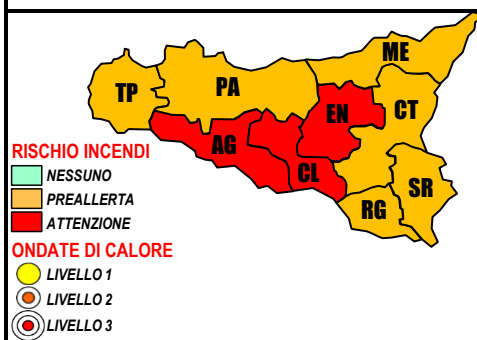 ME
TP
PA
EN
CT
AG
CL
SR
RG
RISCHIO INCENDI
NESSUNO
PREALLERTA
ATTENZIONE
ONDATE DI CALORE
LIVELLO 1
LIVELLO 2
LIVELLO 3